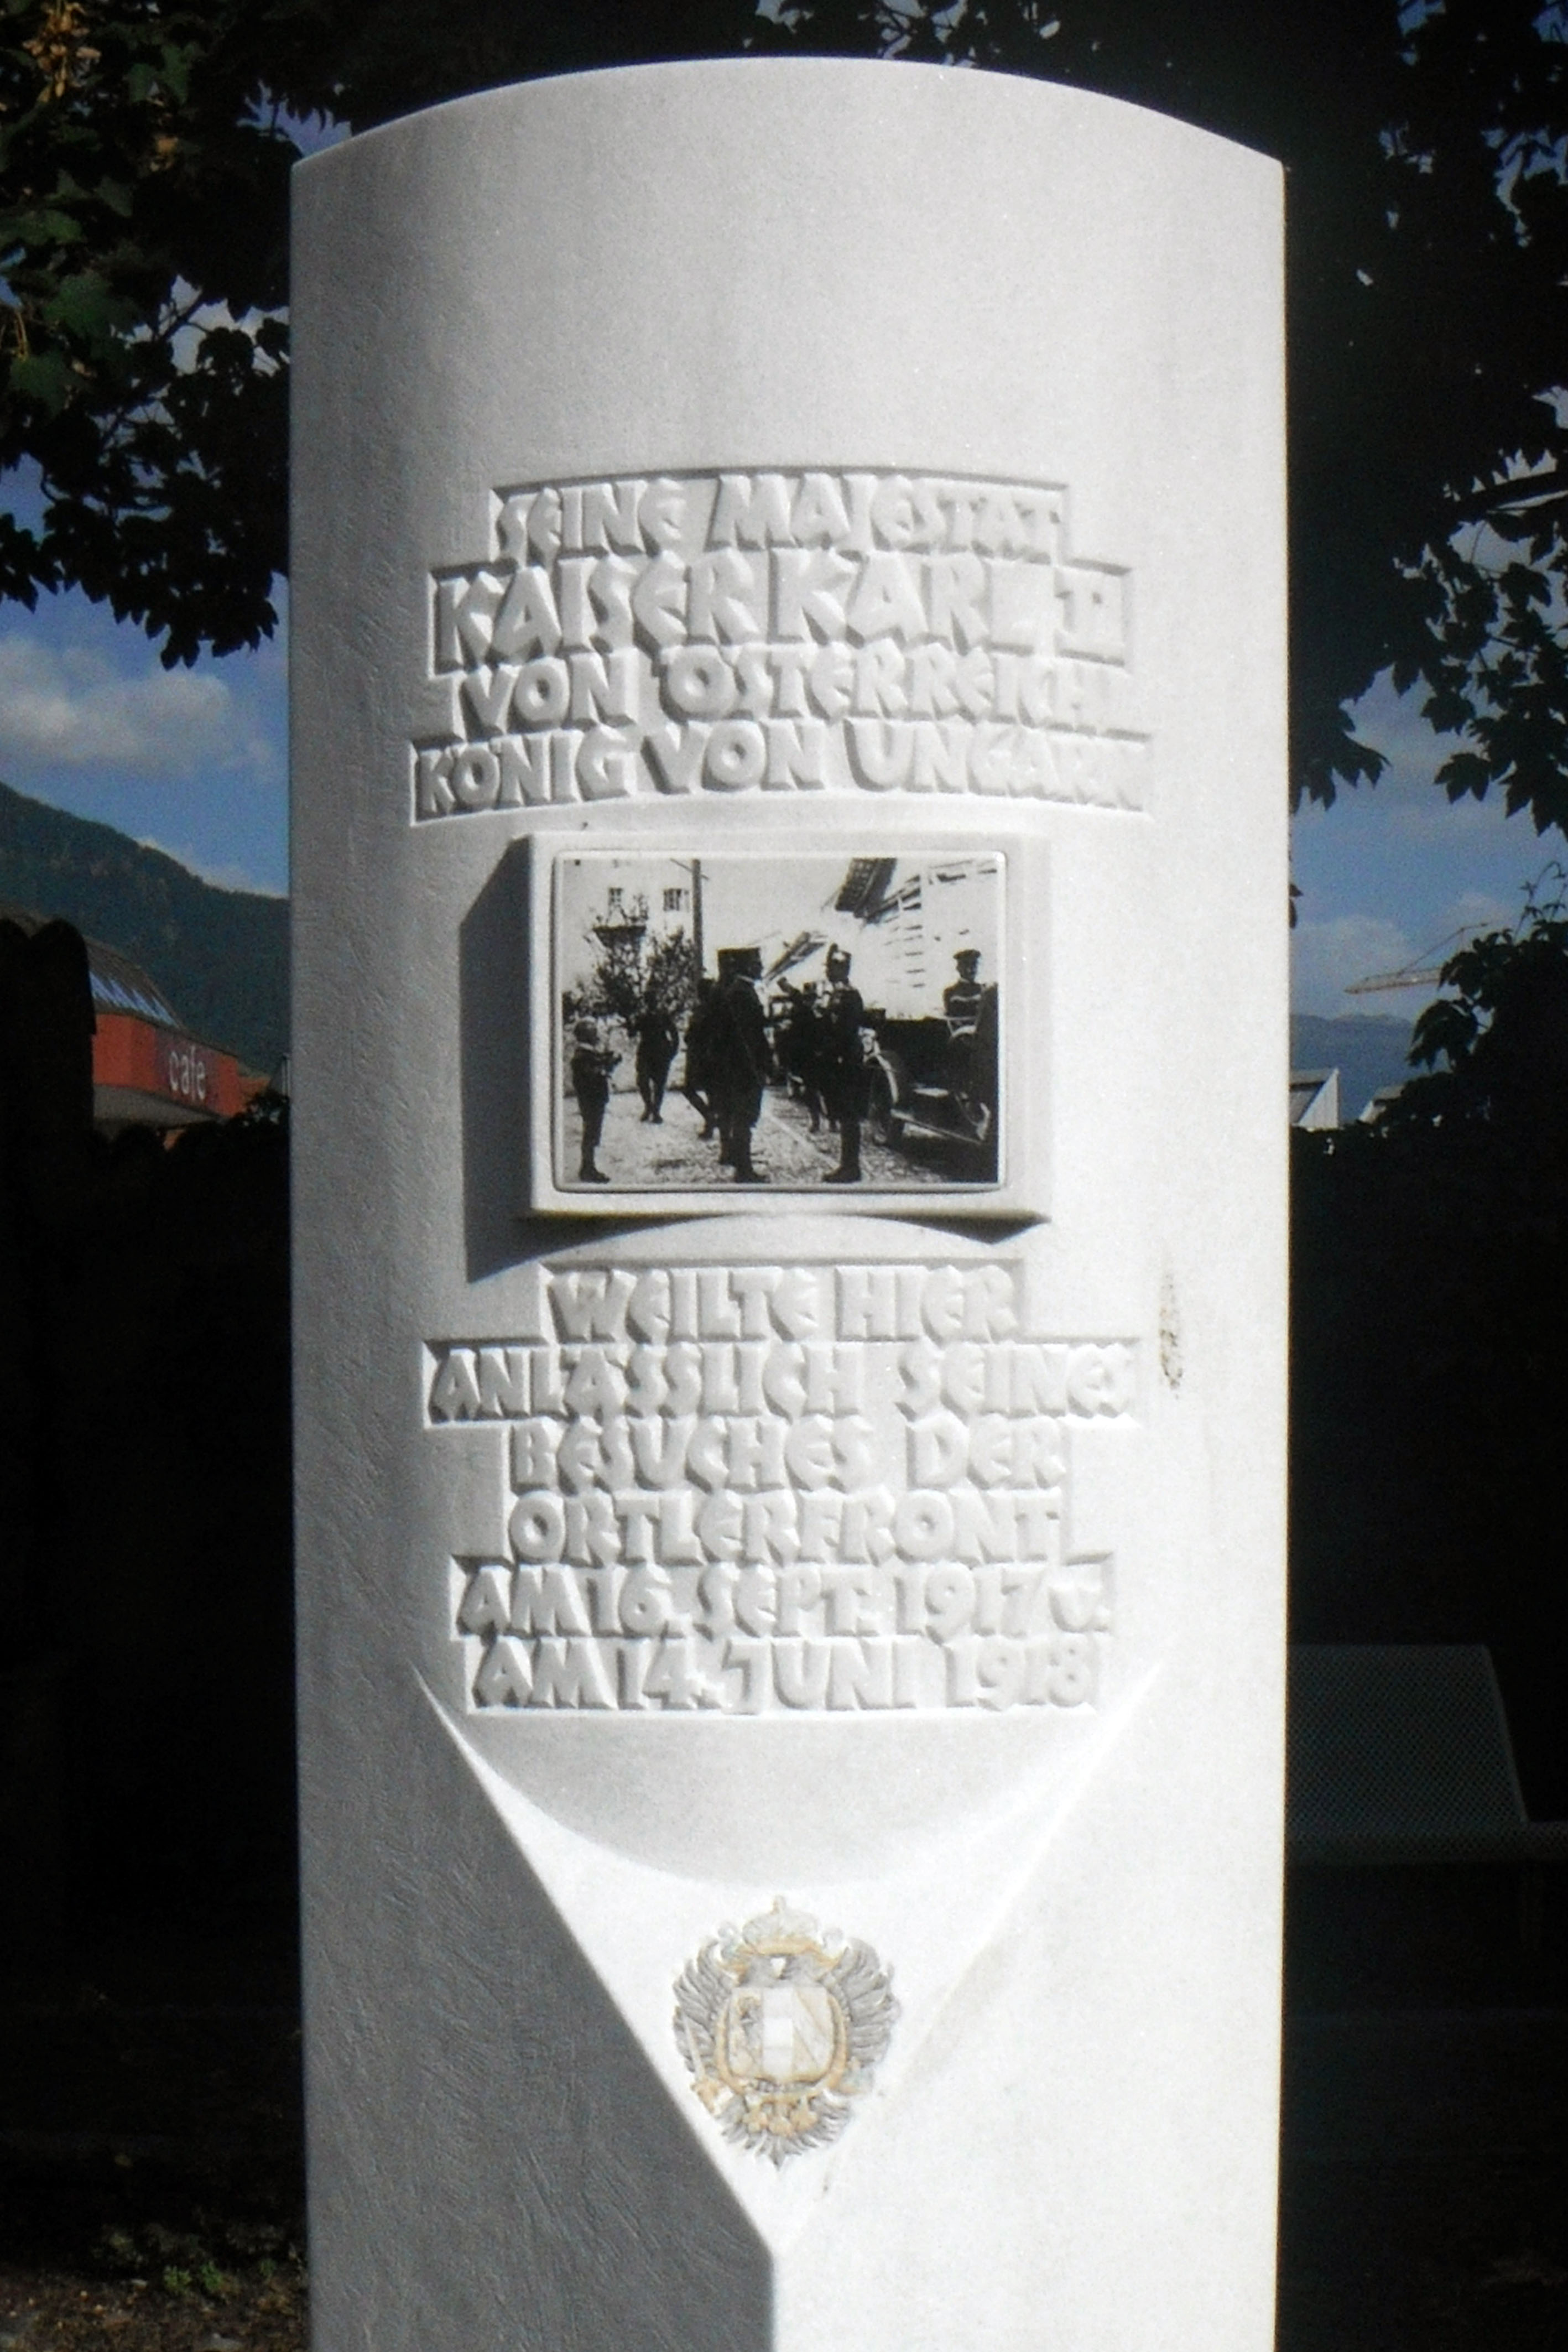 SEINE MAJESTÄT
KAISER KARL II
VON ÖSTERREICH
KÖNIG VON UNGARN
WEILTE HIER
ANLÄSSLICH SEINES
BESUCHES DER
ORTLERFRONT
AM 16. SEPT. 1917 U.
AM 14. JUNI 1918
cafe